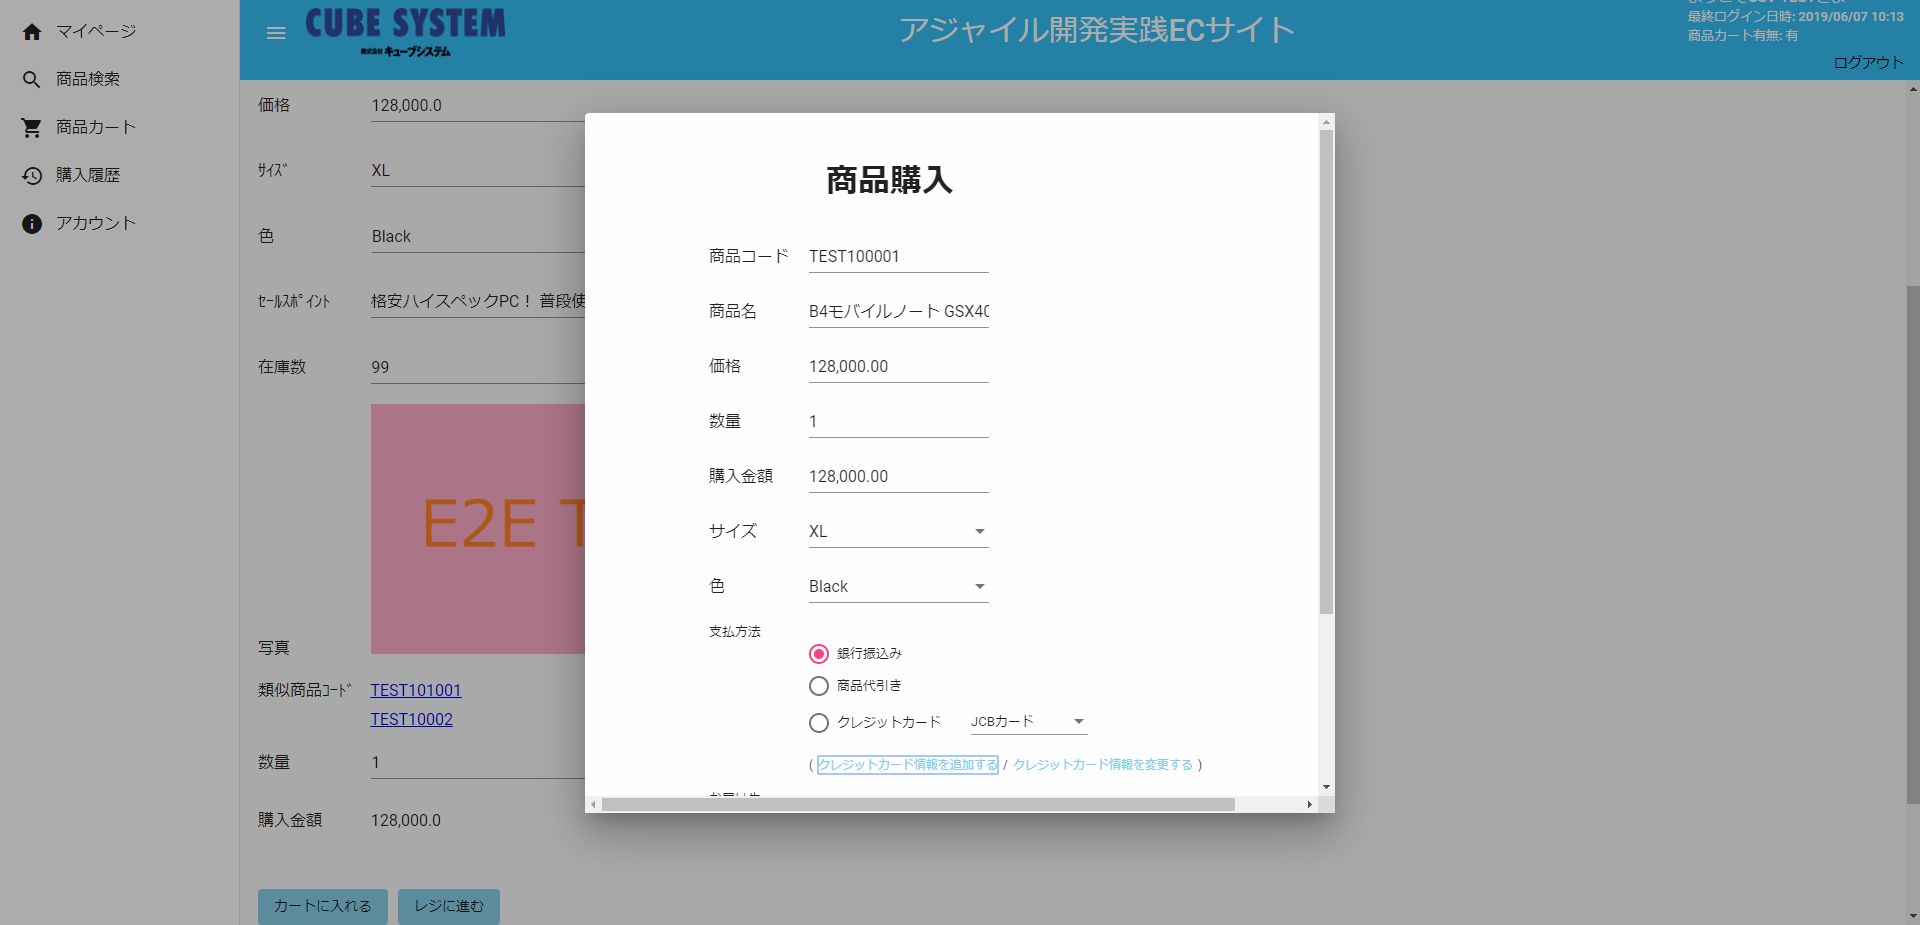 マイページ
商品検索
商品カート
購入履歴
アカウント
CUBE SYSTEM
株式会社 キューブシステム
アジャイル開発実践ECサイト
最終ログイン日時: 2019/06/07 10:13
商品カート有無: 有
ログアウト
価格 128,000.0
ｻｲｽﾞ XL
色 Black
ｾｰﾙｽﾎﾟｲﾝﾄ 格安ハイスペックPC！ 普段使
在庫数 99
E2E T
写真
類似商品ｺｰﾄﾞ TEST101001
TEST10002
数量 1
購入金額 128,000.0
カートに入れる レジに進む
商品購入
商品コード TEST100001
商品名 B4モバイルノート GSX40
価格 128,000.00
数量 1
購入金額 128,000.00
サイズ XL
色 Black
支払方法
銀行振込み
商品代引き
クレジットカード JCBカード
( クレジットカード情報を追加する / クレジットカード情報を変更する )